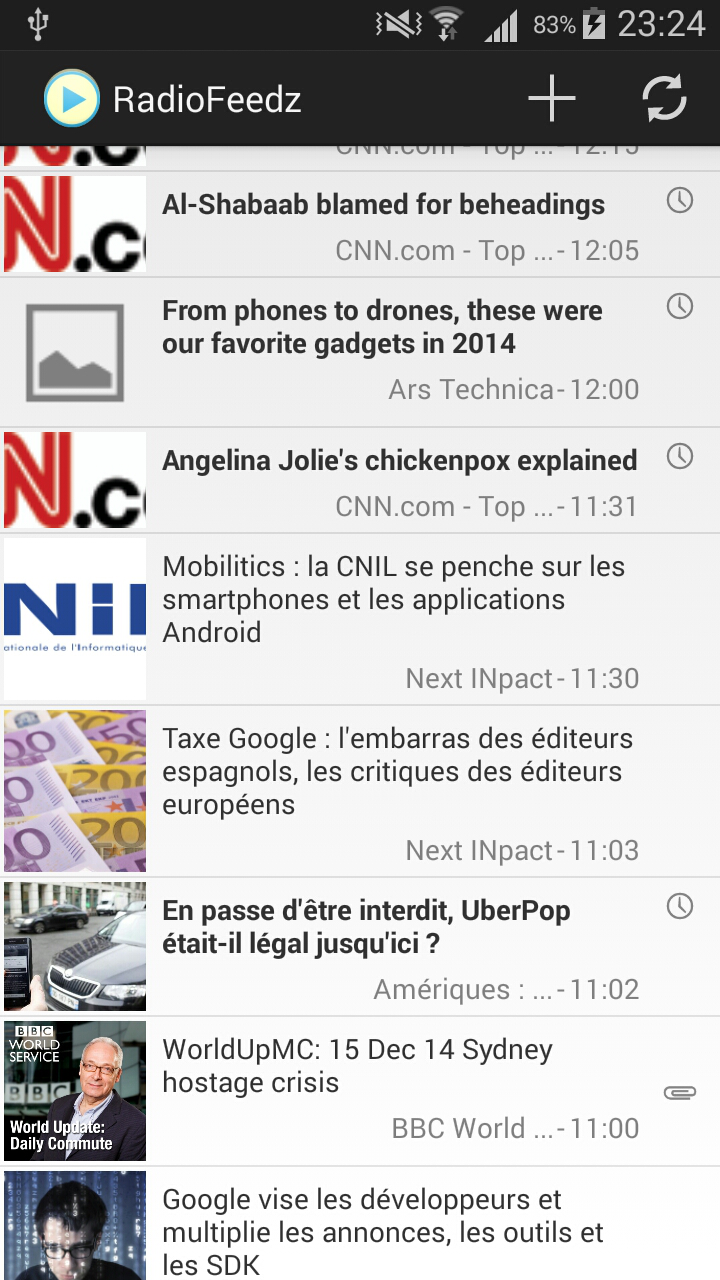 83% 23:24
RadioFeedz
CNN.com - Top ...- 12:15
N.c
Al-Shabaab blamed for beheadings
CNN.com - Top ...- 12:05
From phones to drones, these were
our favorite gadgets in 2014
Ars Technica- 12:00
N.c
Angelina Jolie's chickenpox explained
CNN.com - Top ...- 11:31
NIL
ationale de l'Informatique
Mobilitics : la CNIL se penche sur les
smartphones et les applications
Android
Next INpact- 11:30
Taxe Google : l'embarras des éditeurs
espagnols, les critiques des éditeurs
européens
Next INpact- 11:03
En passe d'être interdit, UberPop
était-il légal jusqu'ici ?
Amériques : ...- 11:02
BBC
WORLD
SERVICE
BBC
World Update:
Daily Commute
WorldUpMC: 15 Dec 14 Sydney
hostage crisis
BBC World ...- 11:00
Google vise les développeurs et
multiplie les annonces, les outils et
les SDK